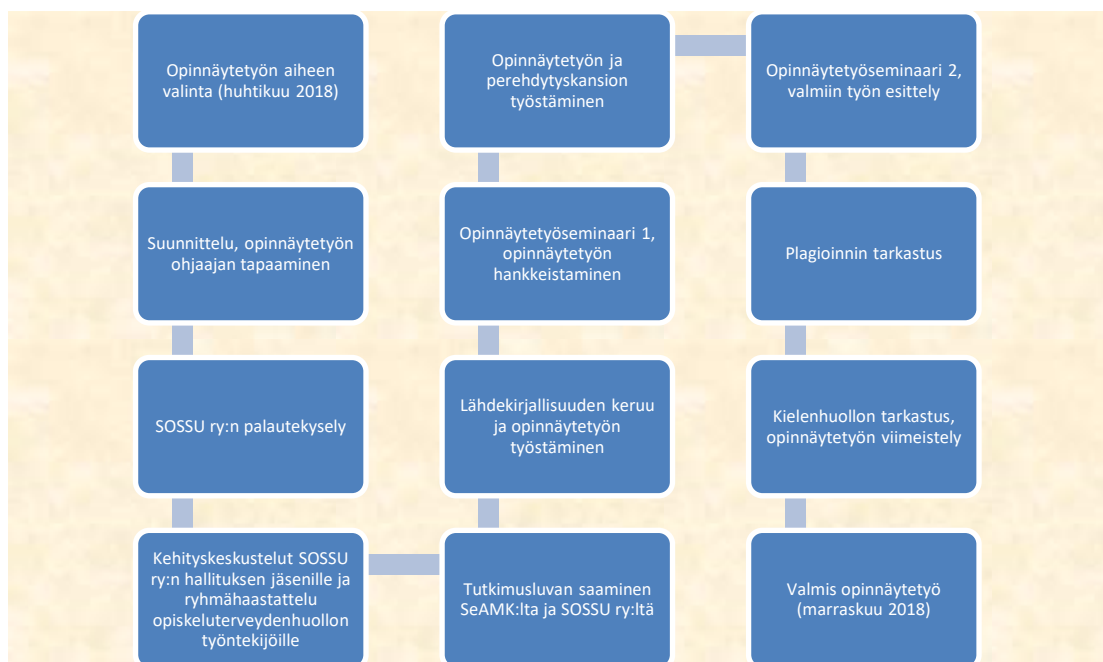 Opinnäytetyön aiheen
valinta (huhtikuu 2018)
Suunnittelu, opinnäytetyön
ohjaajan tapaaminen
SOSSU ry:n palautekysely
Kehityskeskustelut SOSSU
ry:n hallituksen jäsenille ja
ryhmähaastattelu
opiskeluterveydenhuollon
työntekijöille
Tutkimusluvan saaminen
SeAMK:lta ja SOSSU ry:ltä
Lähdekirjallisuuden keruu
ja opinnäytetyön
työstäminen
Opinnäytetyöseminaari 1,
opinnäytetyön
hankkeistaminen
Opinnäytetyön ja
perehdytyskansion
työstäminen
Opinnäytetyöseminaari 2,
valmiin työn esittely
Plagioinnin tarkastus
Kielenhuollon tarkastus,
opinnäytetyön viimeistely
Valmis opinnäytetyö
(marraskuu 2018)